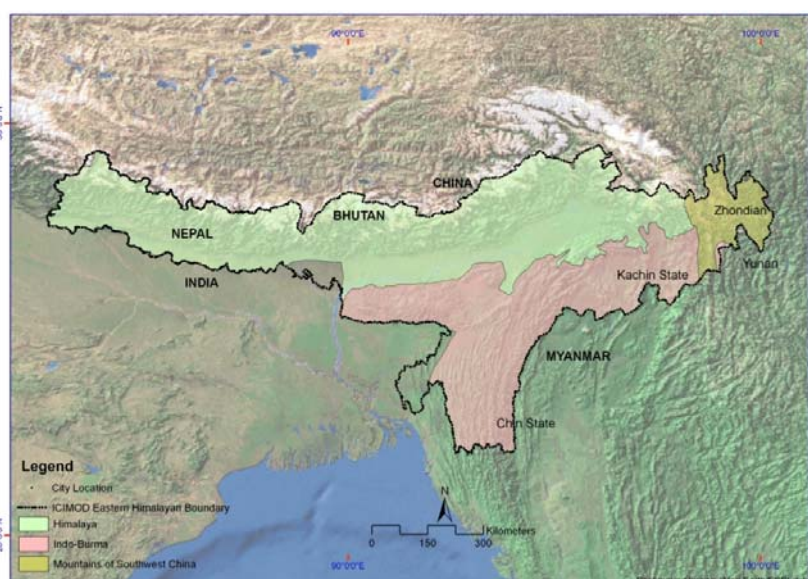 90°0'0"E
100°0'0"E
CHINA
Zhondian
BHUTAN
NEPAL
Yunan
Kachin State
INDIA
MYANMAR
Chin State
Legend
City Location
ICIMOD Eastern Himalayan Boundary
Himalaya
Indo-Burma
Mountains of Southwest China
N
Kilometers
0 75 150 300
90°0'0"E
100°0'0"E